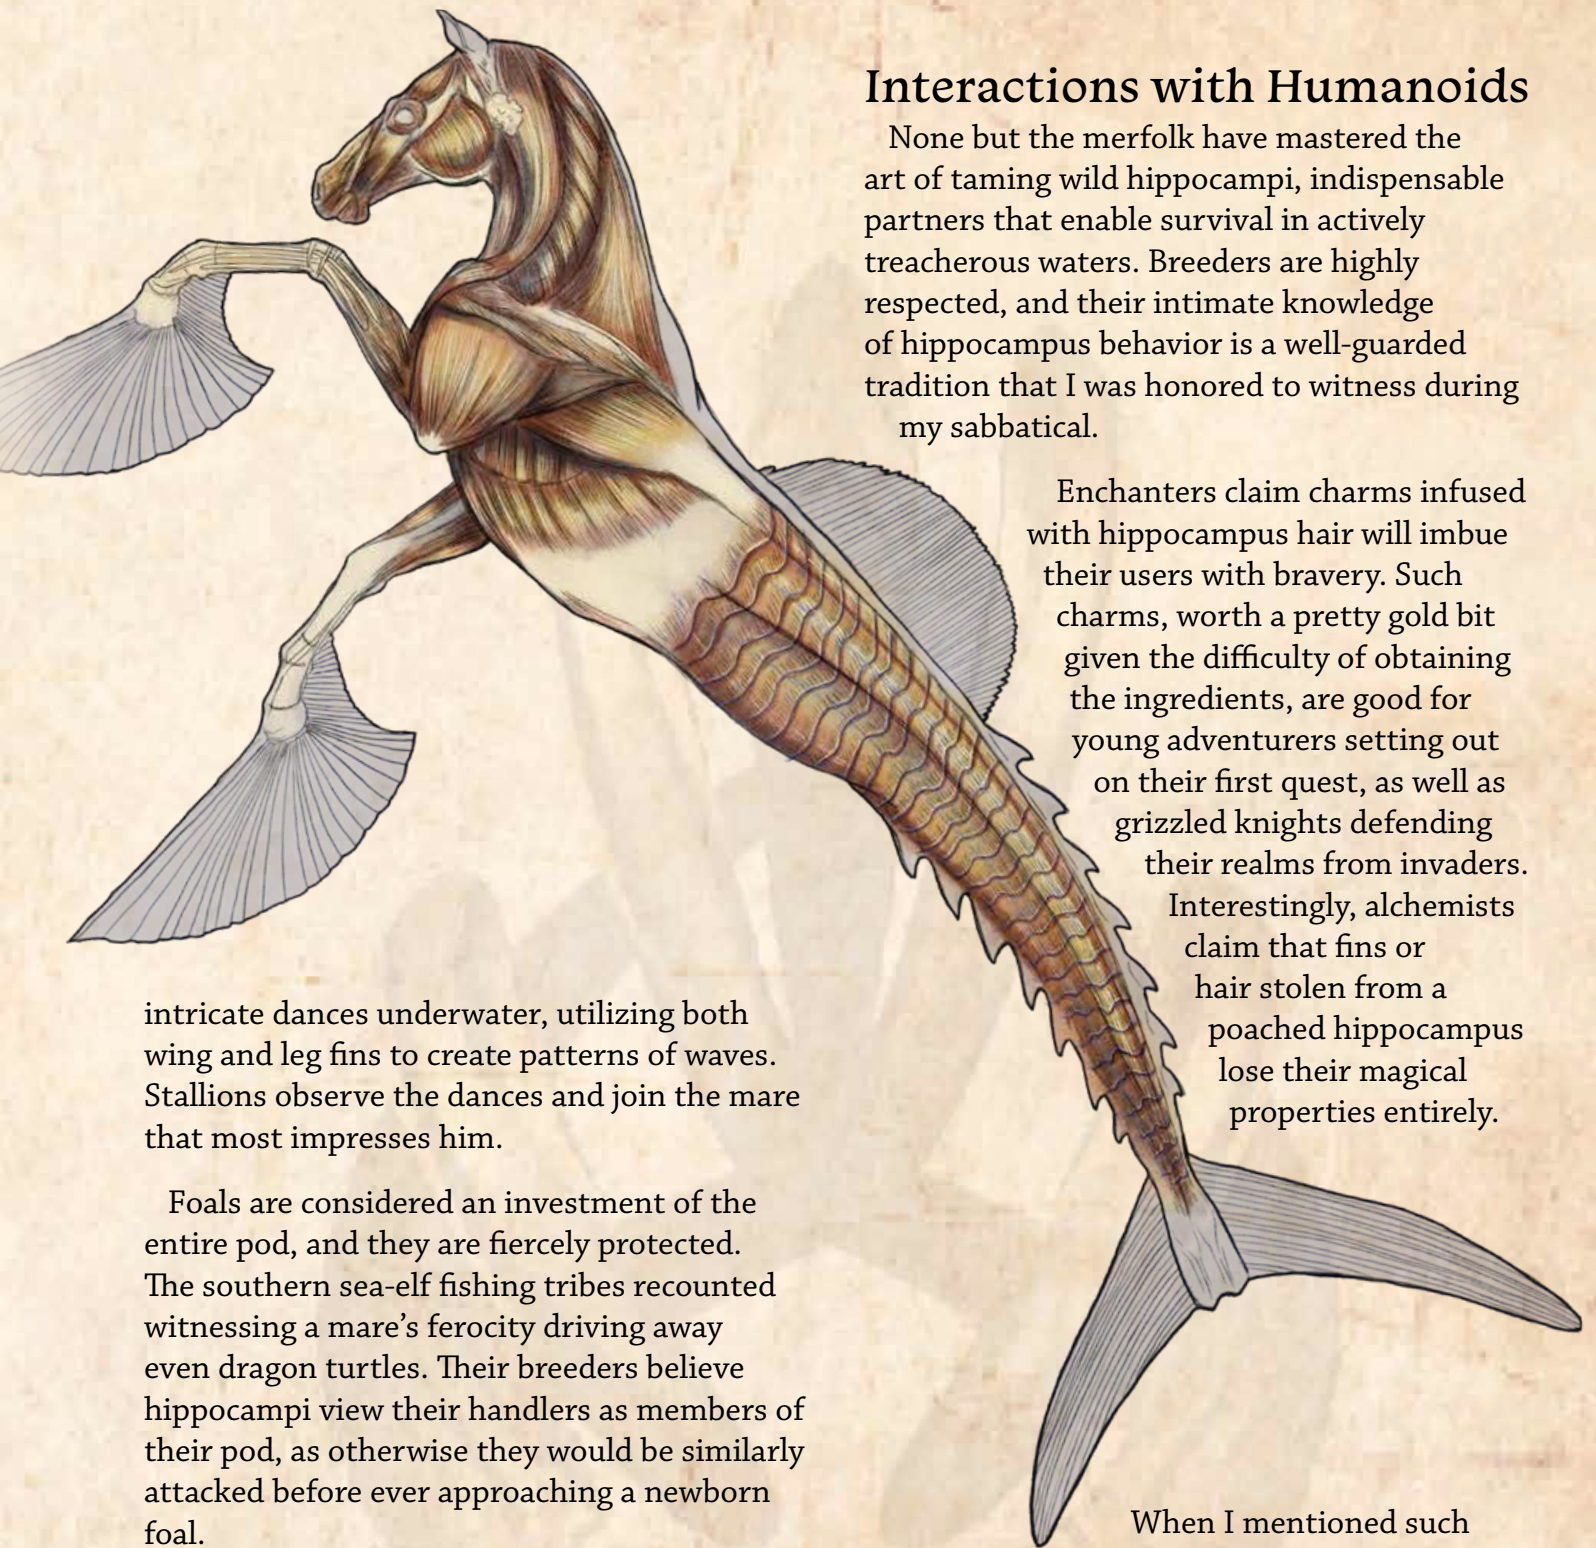 intricate dances underwater, utilizing both
wing and leg fins to create patterns of waves.
Stallions observe the dances and join the mare
that most impresses him.
Foals are considered an investment of the
entire pod, and they are fiercely protected.
The southern sea-elf fishing tribes recounted
witnessing a mare’s ferocity driving away
even dragon turtles. Their breeders believe
hippocampi view their handlers as members of
their pod, as otherwise they would be similarly
attacked before ever approaching a newborn
foal.
Interactions with Humanoids
None but the merfolk have mastered the
art of taming wild hippocampi, indispensable
partners that enable survival in actively
treacherous waters. Breeders are highly
respected, and their intimate knowledge
of hippocampus behavior is a well-guarded
tradition that I was honored to witness during
my sabbatical.
Enchanters claim charms infused
with hippocampus hair will imbue
their users with bravery. Such
charms, worth a pretty gold bit
given the difficulty of obtaining
the ingredients, are good for
young adventurers setting out
on their first quest, as well as
grizzled knights defending
their realms from invaders.
Interestingly, alchemists
claim that fins or
hair stolen from a
poached hippocampus
lose their magical
properties entirely.
When I mentioned such